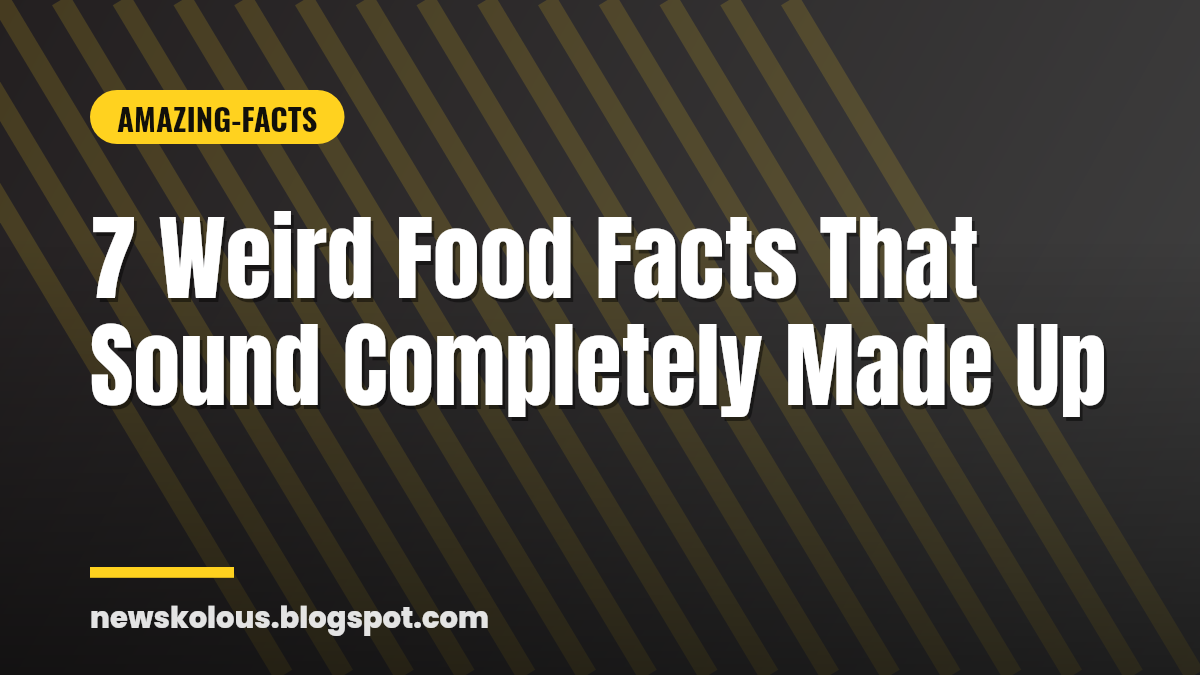 AMAZING-FACTS
7 Weird Food Facts That
Sound Completely Made Up
newskolous.blogspot.com